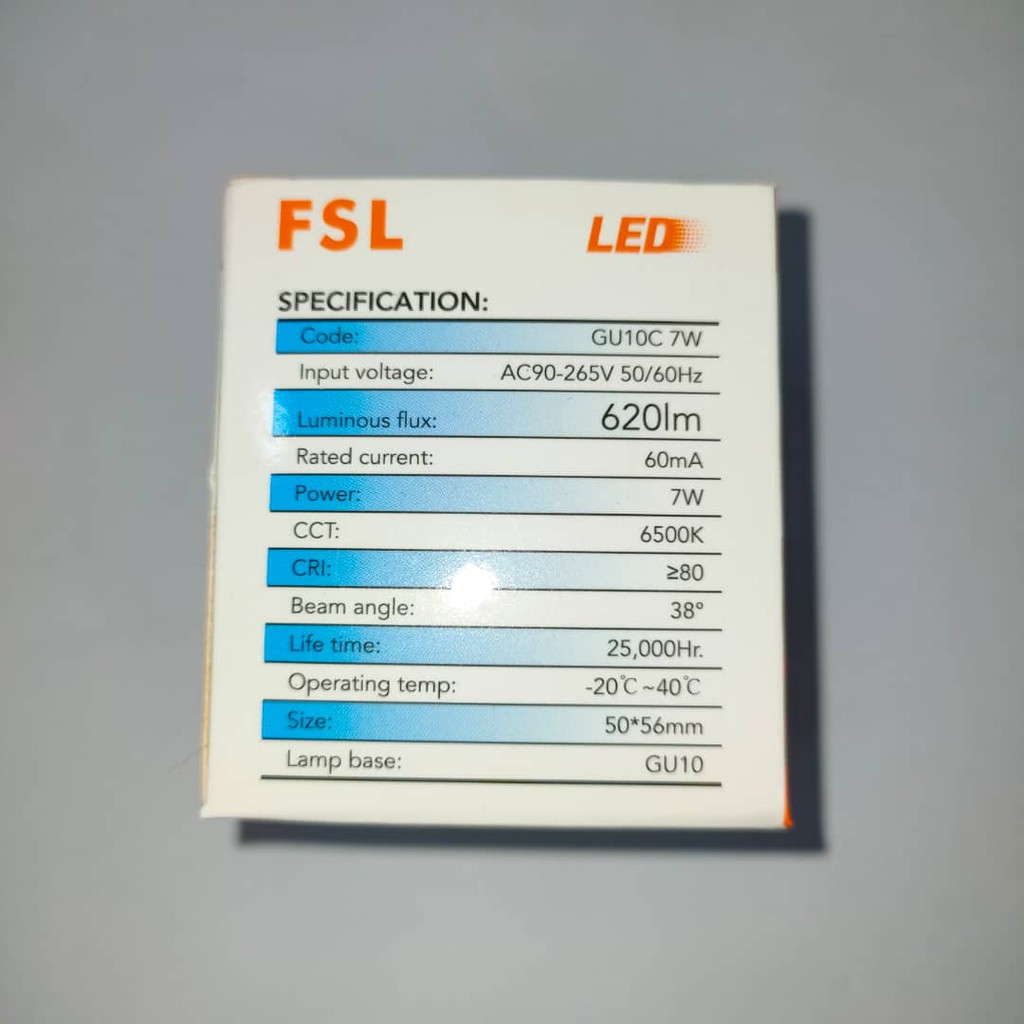 FSL LED
SPECIFICATION:
Code: GU10C 7W
Input voltage: AC90-265V 50/60Hz
Luminous flux: 620lm
Rated current: 60mA
Power: 7W
CCT: 6500K
CRI: ≥80
Beam angle: 38°
Life time: 25,000Hr.
Operating temp: -20℃~40℃
Size: 50*56mm
Lamp base: GU10